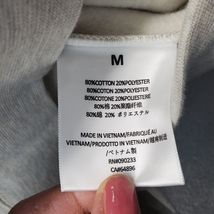 M
80%COTTON 20%POLYESTER
80%COTON 20%POLYESTER
80%COTONE 20%POLIESTERE
80%棉 20%聚酯纤维
80%綿 20% ポリエステル
MADE IN VIETNAM/FABRIQUÉ AU
VIETNAM/PRODOTTO IN VIETNAM/越南制造
/ベトナム製
RN#090233
CA#64896